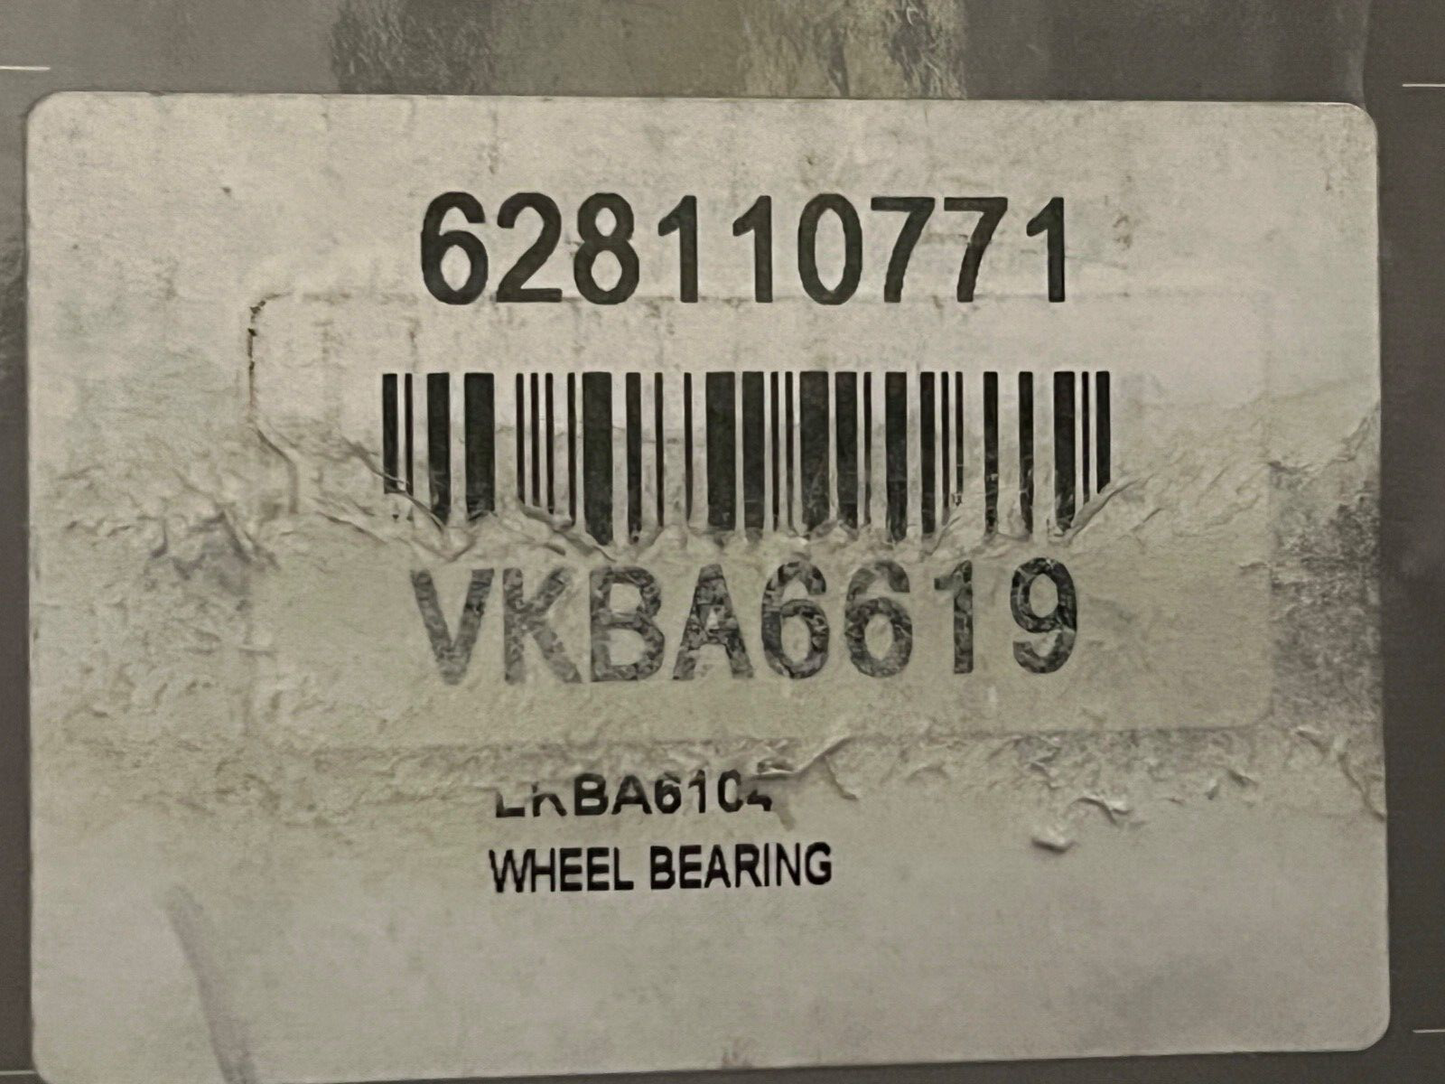 628110771
VKBA6619
WHEEL BEARING